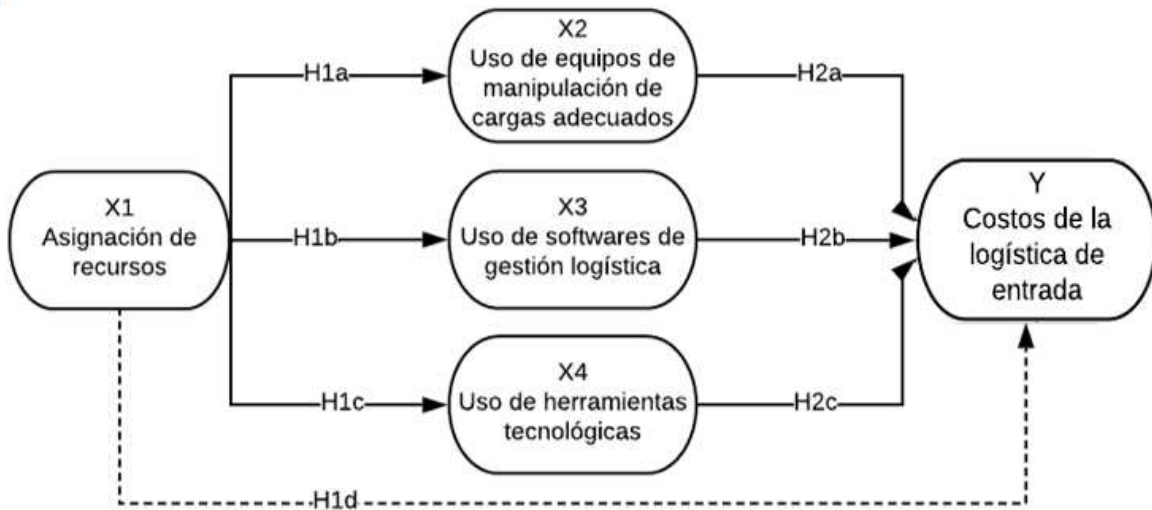 X2
Uso de equipos de
manipulación de
cargas adecuados
H1a
H2a
X1
Asignación de
recursos
H1b
X3
Uso de softwares de
gestión logística
H2b
Y
Costos de la
logística de
entrada
H1c
X4
Uso de herramientas
tecnológicas
H2c
H1d